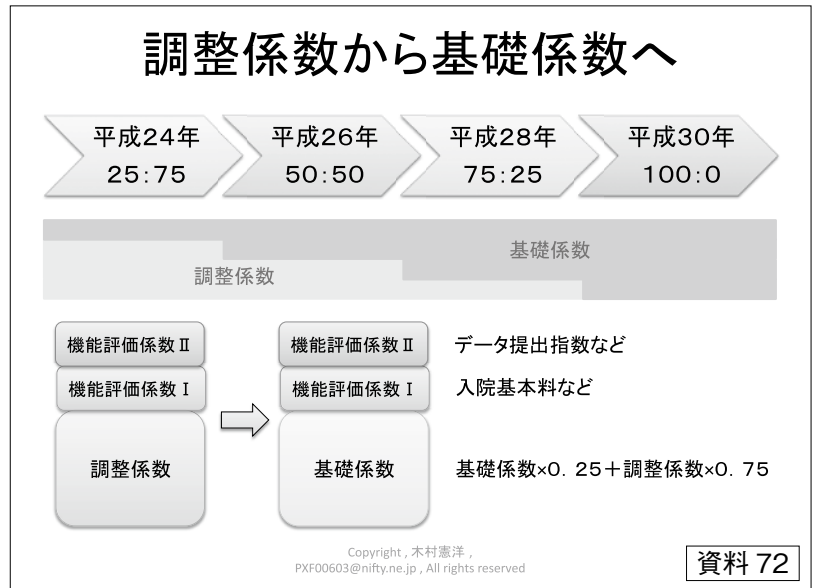 調整係数から基礎係数へ
平成24年
25:75
平成26年
50:50
平成28年
75:25
平成30年
100:0
基礎係数
調整係数
機能評価係数Ⅱ
機能評価係数Ⅰ
調整係数
機能評価係数Ⅱ
機能評価係数Ⅰ
基礎係数
データ提出指数など
入院基本料など
基礎係数×0.25+調整係数×0.75
Copyright , 木村憲洋 ,
PXF00603@nifty.ne.jp , All rights reserved
資料 72